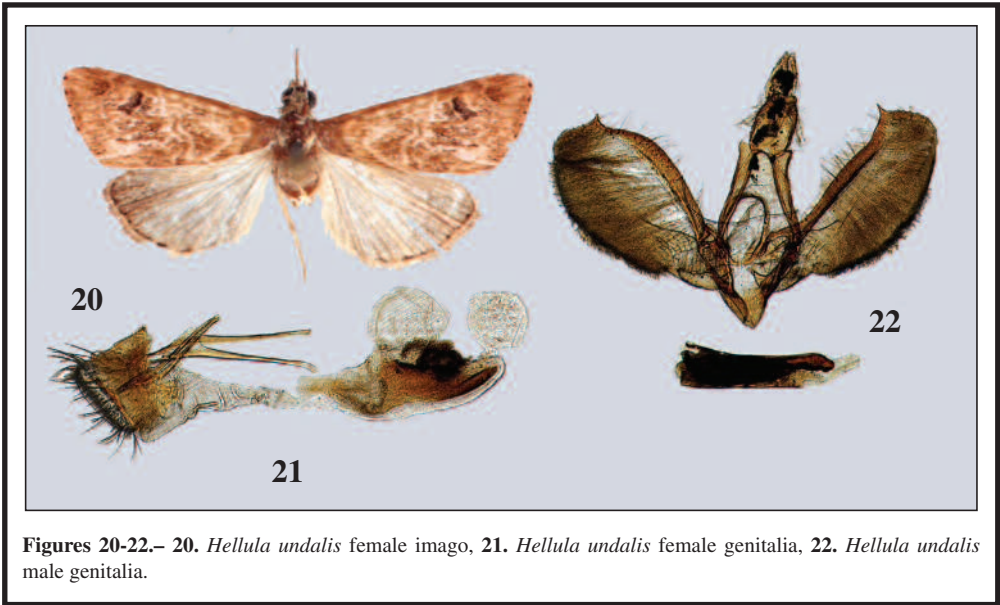 20
22
21
Figures 20-22.– 20. Hellula undalis female imago, 21. Hellula undalis female genitalia, 22. Hellula undalis
male genitalia.